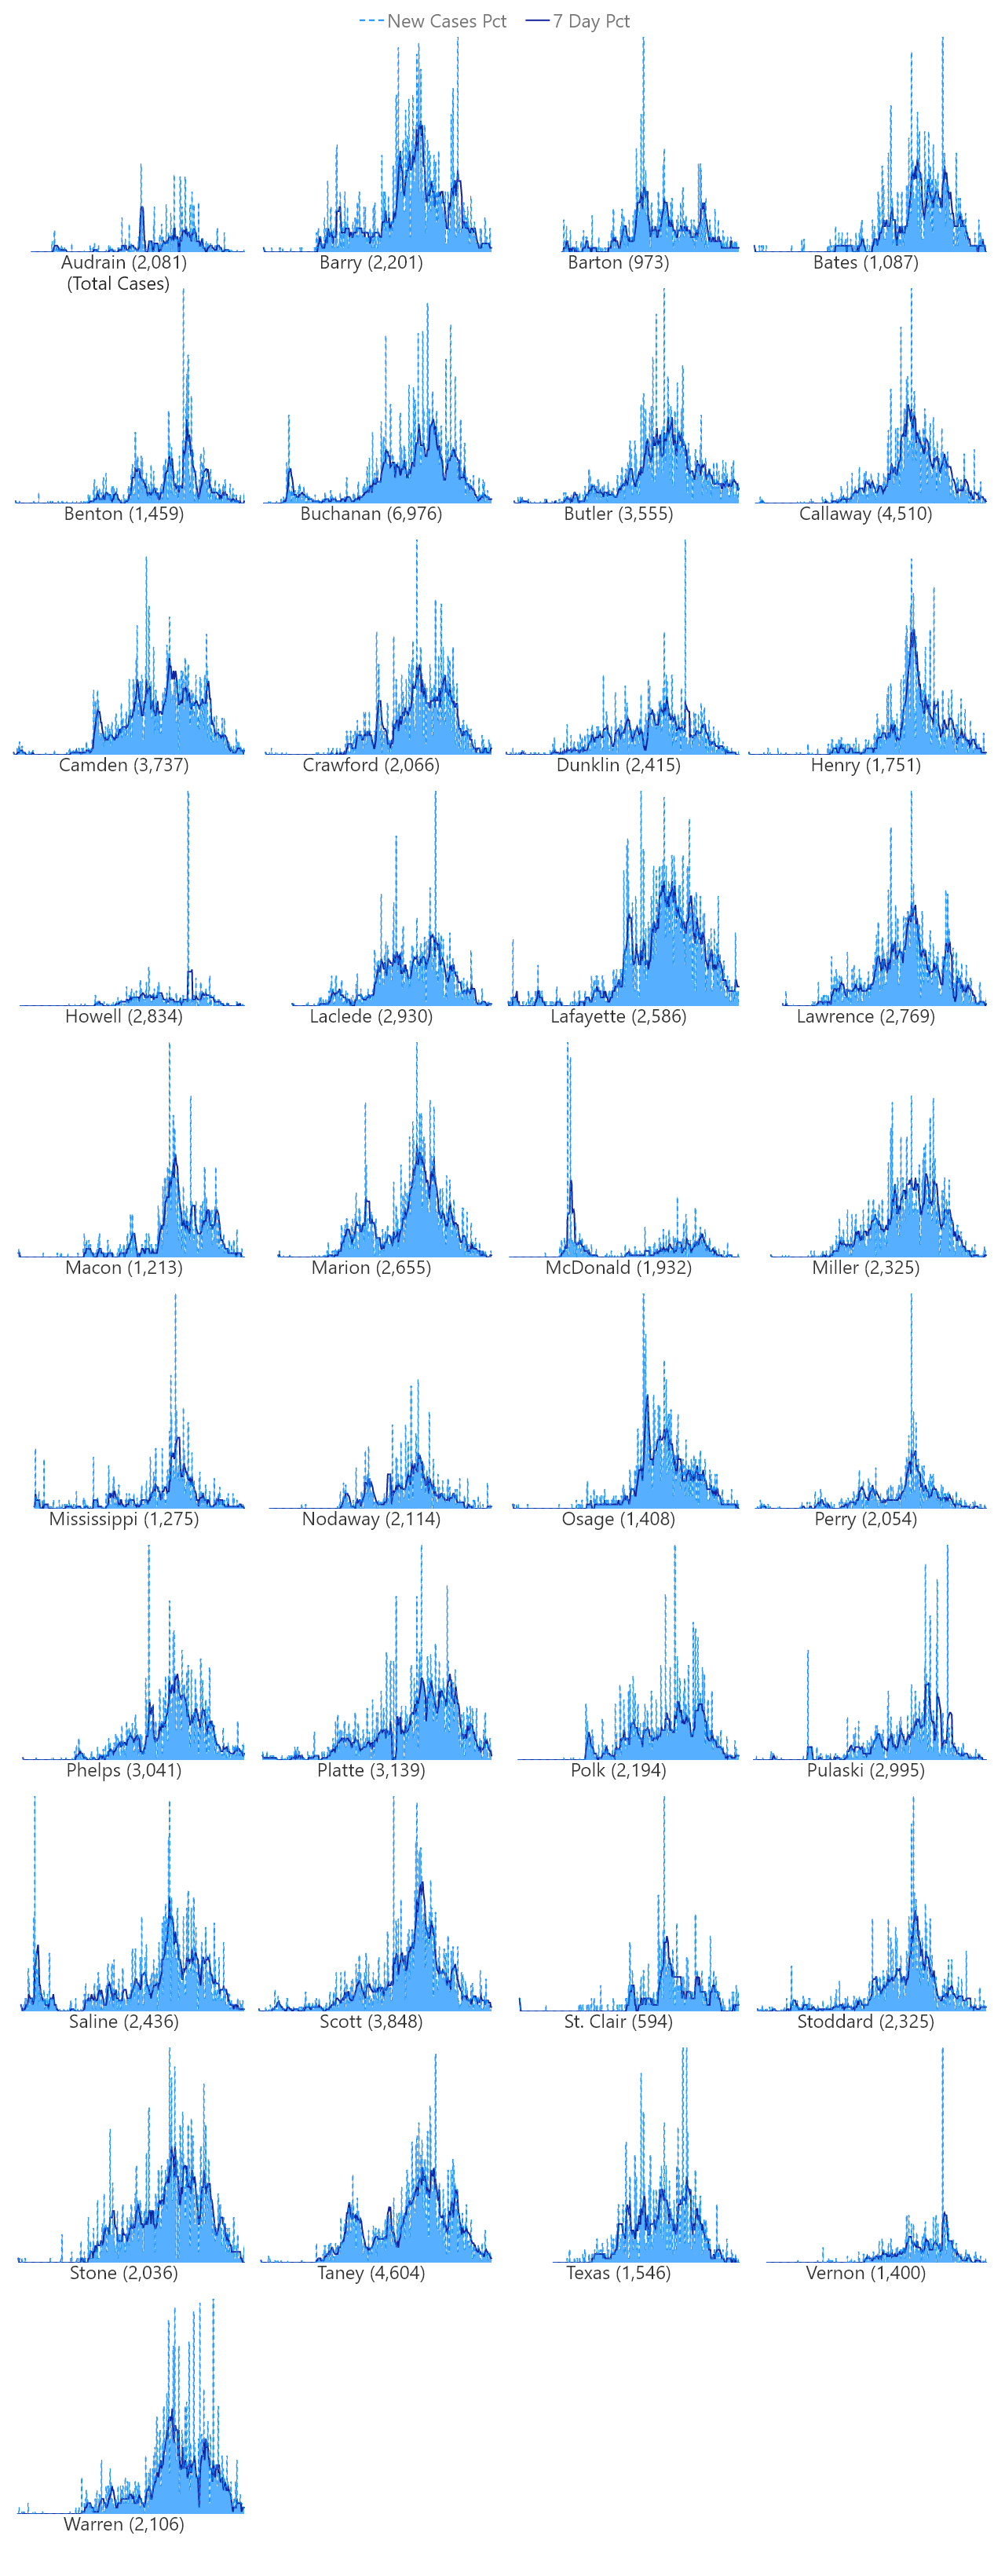 New Cases Pct 7 Day Pct
Audrain (2,081) Barry (2,201) Barton (973) Bates (1,087)
(Total Cases)
Benton (1,459) Buchanan (6,976) Butler (3,555) Callaway (4,510)
Camden (3,737) Crawford (2,066) Dunklin (2,415) Henry (1,751)
Howell (2,834) Laclede (2,930) Lafayette (2,586) Lawrence (2,769)
Macon (1,213) Marion (2,655) McDonald (1,932) Miller (2,325)
Mississippi (1,275) Nodaway (2,114) Osage (1,408) Perry (2,054)
Phelps (3,041) Platte (3,139) Polk (2,194) Pulaski (2,995)
Saline (2,436) Scott (3,848) St. Clair (594) Stoddard (2,325)
Stone (2,036) Taney (4,604) Texas (1,546) Vernon (1,400)
Warren (2,106)